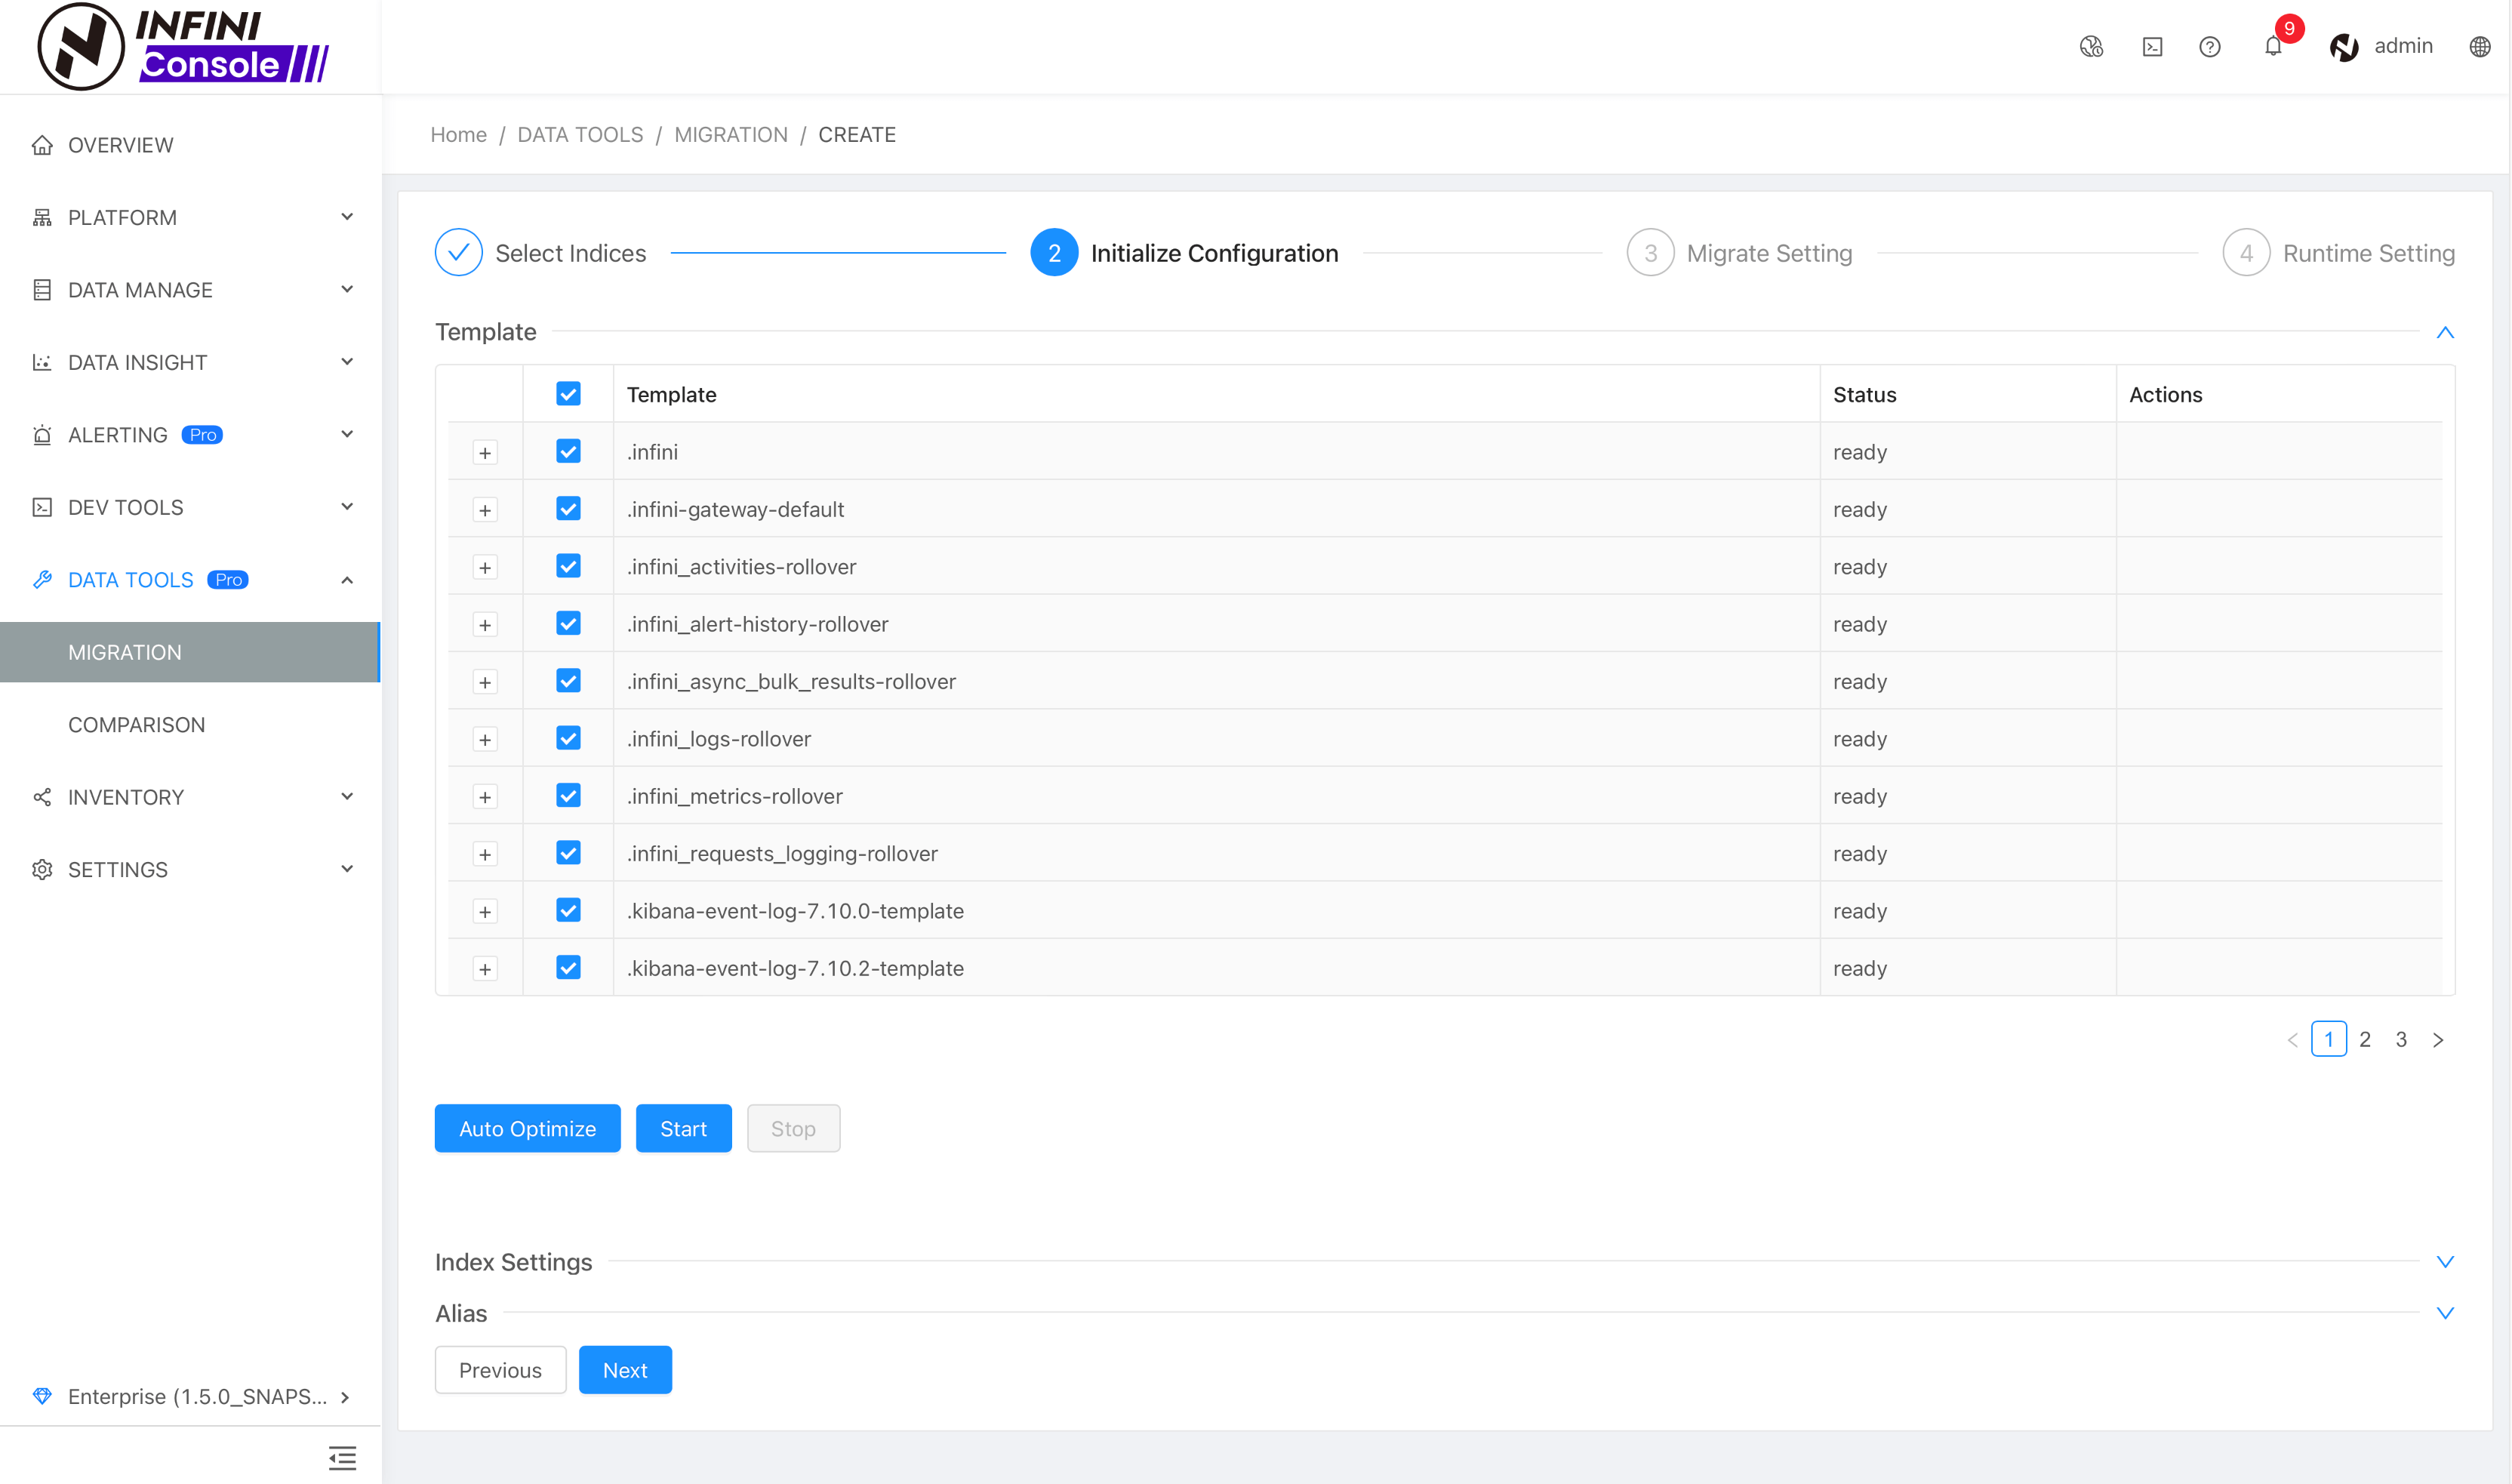 INFINI
Console
9
admin
Home / DATA TOOLS / MIGRATION / CREATE
OVERVIEW
PLATFORM
DATA MANAGE
DATA INSIGHT
ALERTING Pro
DEV TOOLS
DATA TOOLS Pro
MIGRATION
COMPARISON
INVENTORY
SETTINGS
Enterprise (1.5.0_SNAPS...
Select Indices
2 Initialize Configuration
3 Migrate Setting
4 Runtime Setting
Template
Template Status Actions
.infini ready
.infini-gateway-default ready
.infini_activities-rollover ready
.infini_alert-history-rollover ready
.infini_async_bulk_results-rollover ready
.infini_logs-rollover ready
.infini_metrics-rollover ready
.infini_requests_logging-rollover ready
.kibana-event-log-7.10.0-template ready
.kibana-event-log-7.10.2-template ready
1 2 3
Auto Optimize Start Stop
Index Settings
Alias
Previous Next